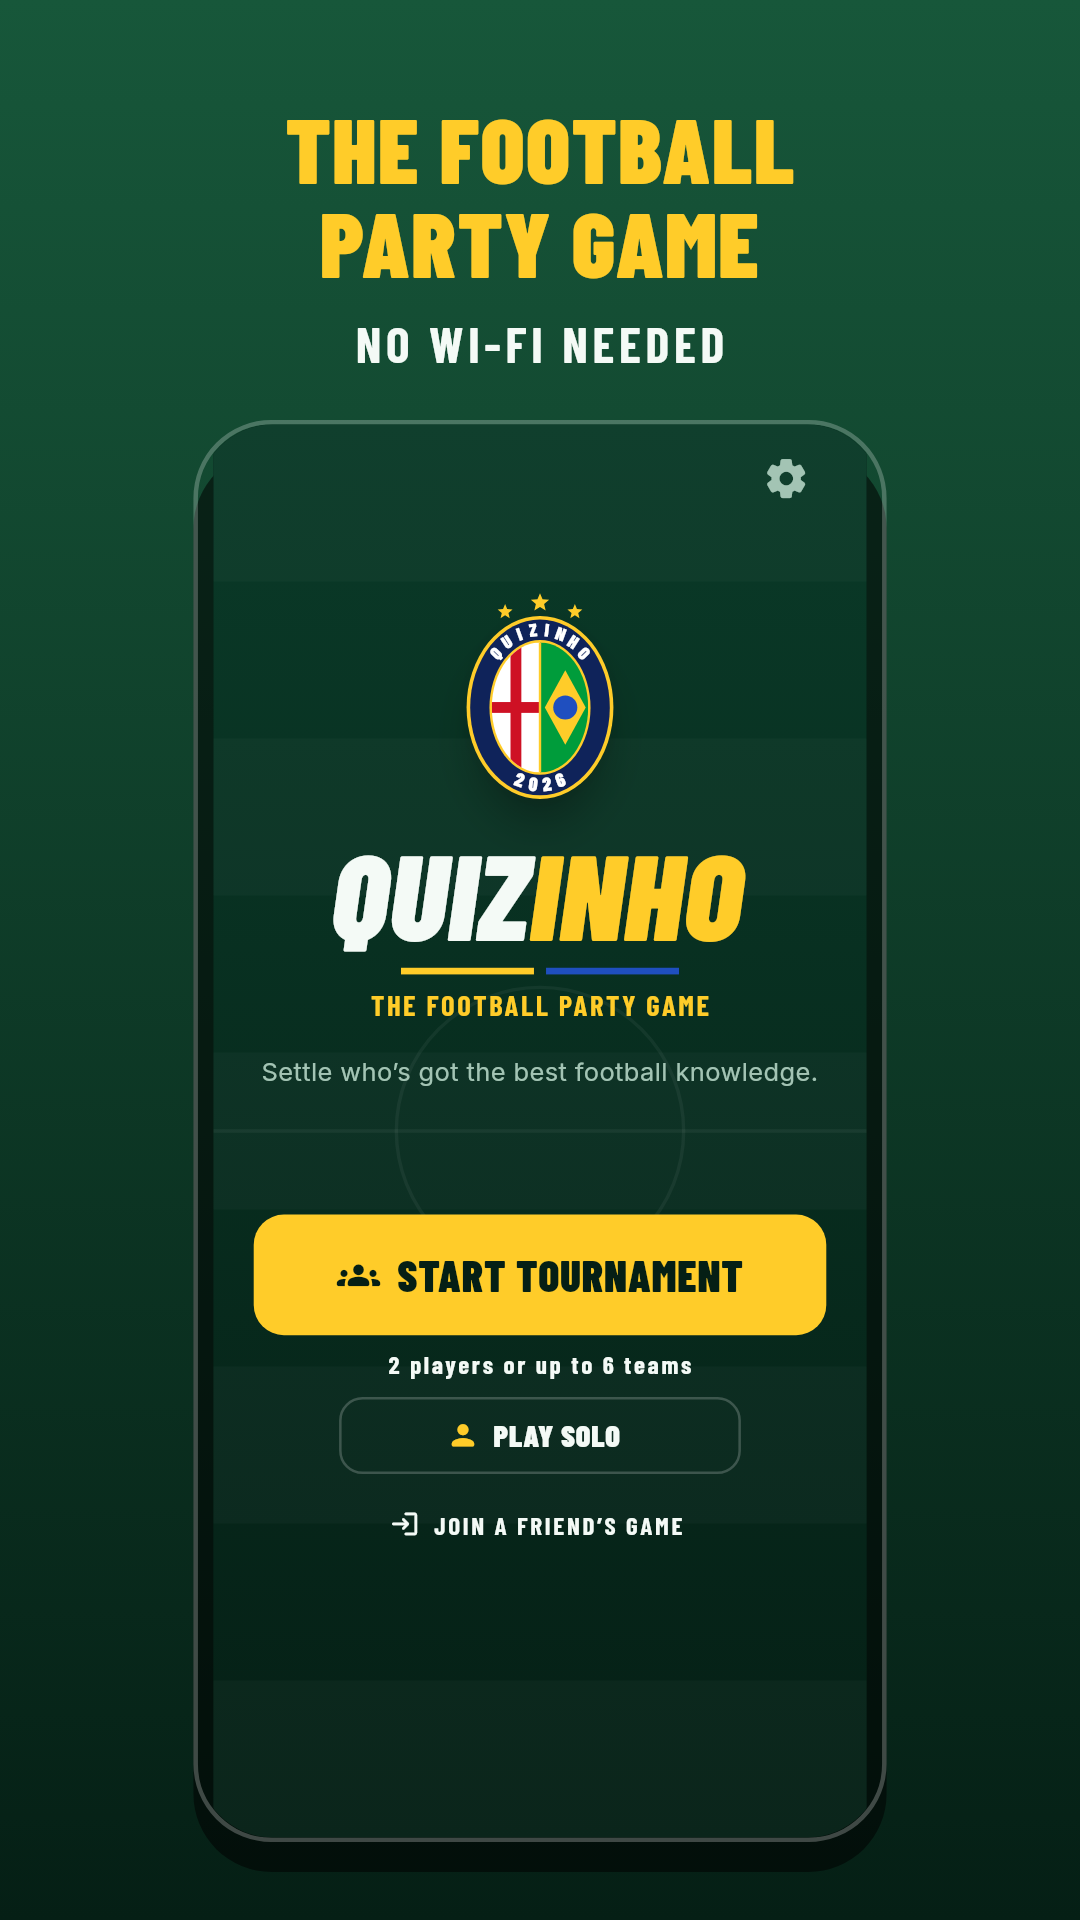 THE FOOTBALL
PARTY GAME
NO WI-FI NEEDED
QUIZINHO
2026
QUIZINHO
THE FOOTBALL PARTY GAME
Settle who’s got the best football knowledge.
START TOURNAMENT
2 players or up to 6 teams
PLAY SOLO
JOIN A FRIEND’S GAME